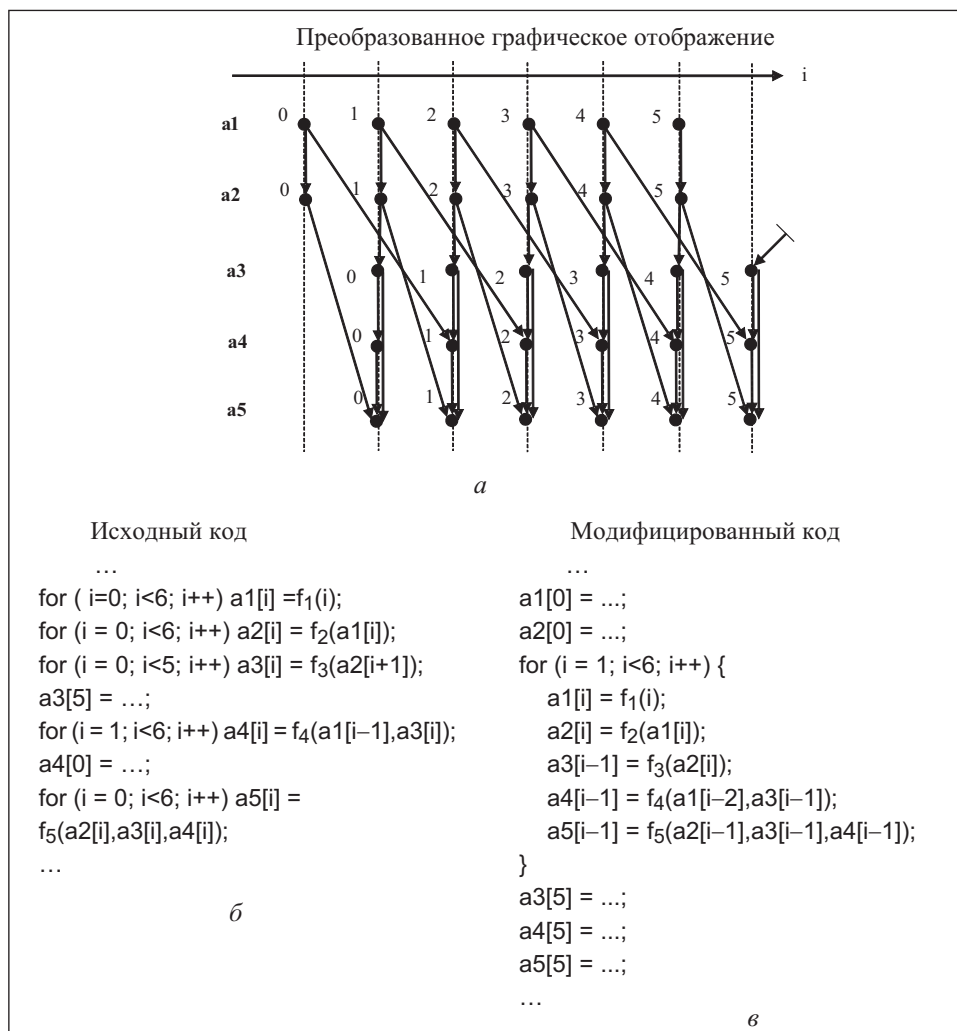 Преобразованное графическое отображение
i
a1 0 1 2 3 4 5
a2 0 1 2 3 4 5
a3 0 1 2 3 4 5
a4 0 1 2 3 4 5
a5 0 1 2 3 4 5
а
Исходный код
…
for ( i=0; i<6; i++) a1[i] =f₁(i);
for (i = 0; i<6; i++) a2[i] = f₂(a1[i]);
for (i = 0; i<5; i++) a3[i] = f₃(a2[i+1]);
a3[5] = …;
for (i = 1; i<6; i++) a4[i] = f₄(a1[i–1],a3[i]);
a4[0] = …;
for (i = 0; i<6; i++) a5[i] =
f₅(a2[i],a3[i],a4[i]);
…
б
Модифицированный код
…
a1[0] = ...;
a2[0] = ...;
for (i = 1; i<6; i++) {
a1[i] = f₁(i);
a2[i] = f₂(a1[i]);
a3[i–1] = f₃(a2[i]);
a4[i–1] = f₄(a1[i–2],a3[i–1]);
a5[i–1] = f₅(a2[i–1],a3[i–1],a4[i–1]);
}
a3[5] = ...;
a4[5] = ...;
a5[5] = ...;
…
в